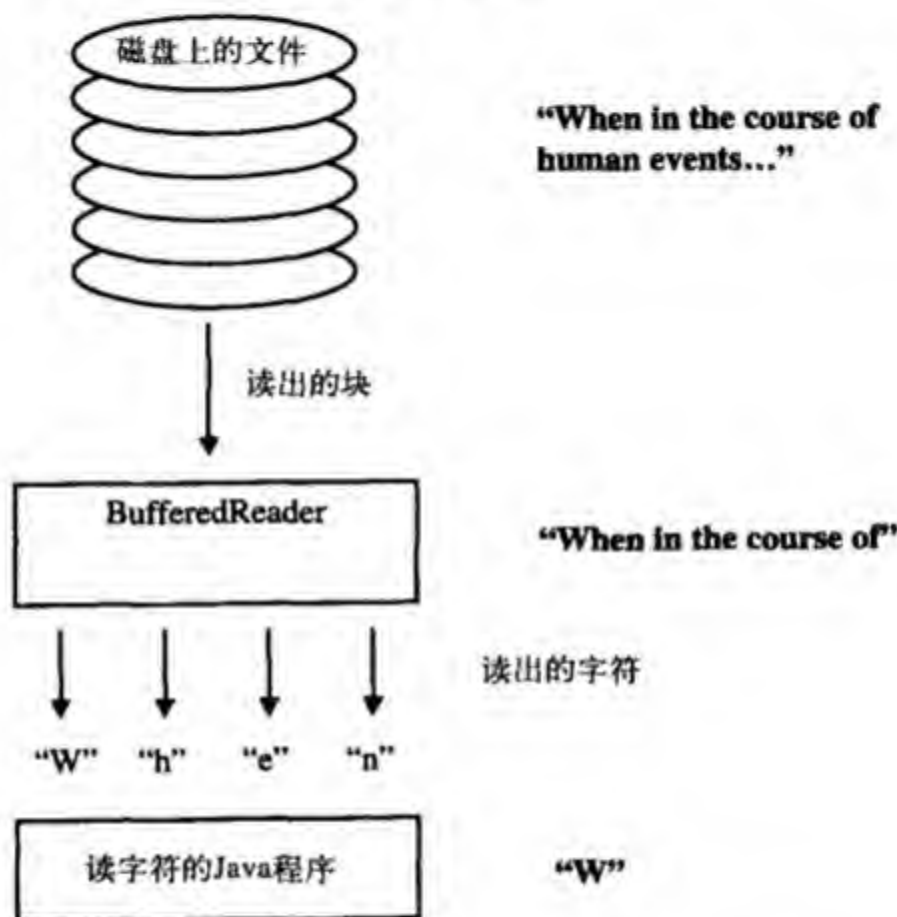 磁盘上的文件
“When in the course of
human events...”
读出的块
BufferedReader
“When in the course of”
读出的字符
“W” “h” “e” “n”
读字符的Java程序
“W”